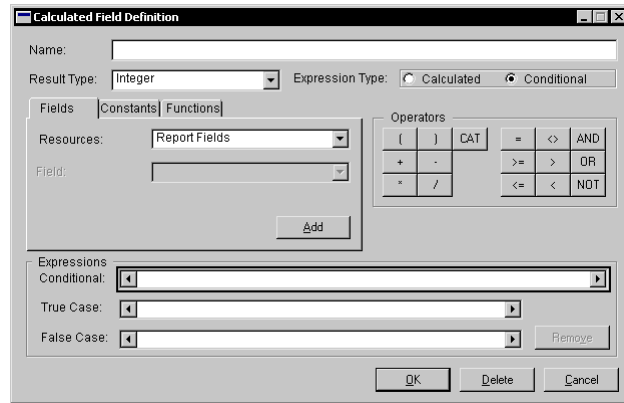 Calculated Field Definition
Name:
Result Type: Integer Expression Type: Calculated Conditional
Fields Constants Functions
Resources: Report Fields
Field:
Add
Operators
( ) CAT = <> AND
+ - >= > OR
* / <= < NOT
Expressions
Conditional:
True Case:
False Case:
Remove
OK Delete Cancel